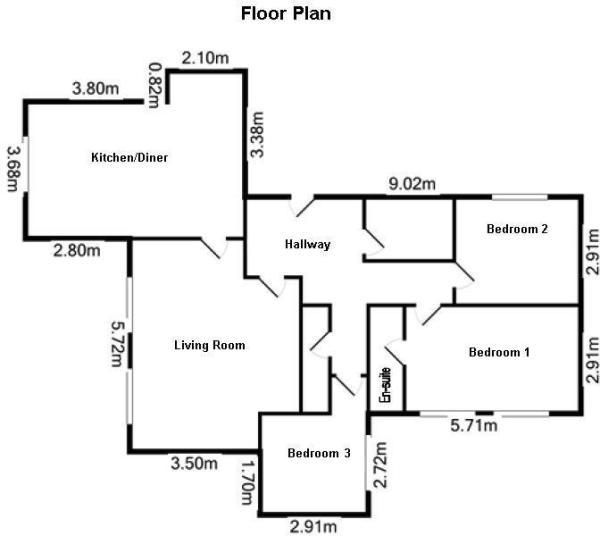 Floor Plan
2.10m
3.80m
0.82m
3.38m
Kitchen/Diner
3.68m
9.02m
2.80m
Hallway
Bedroom 2
2.91m
5.72m
Living Room
Bedroom 1
2.91m
En-suite
5.71m
3.50m
1.70m
Bedroom 3
2.72m
2.91m